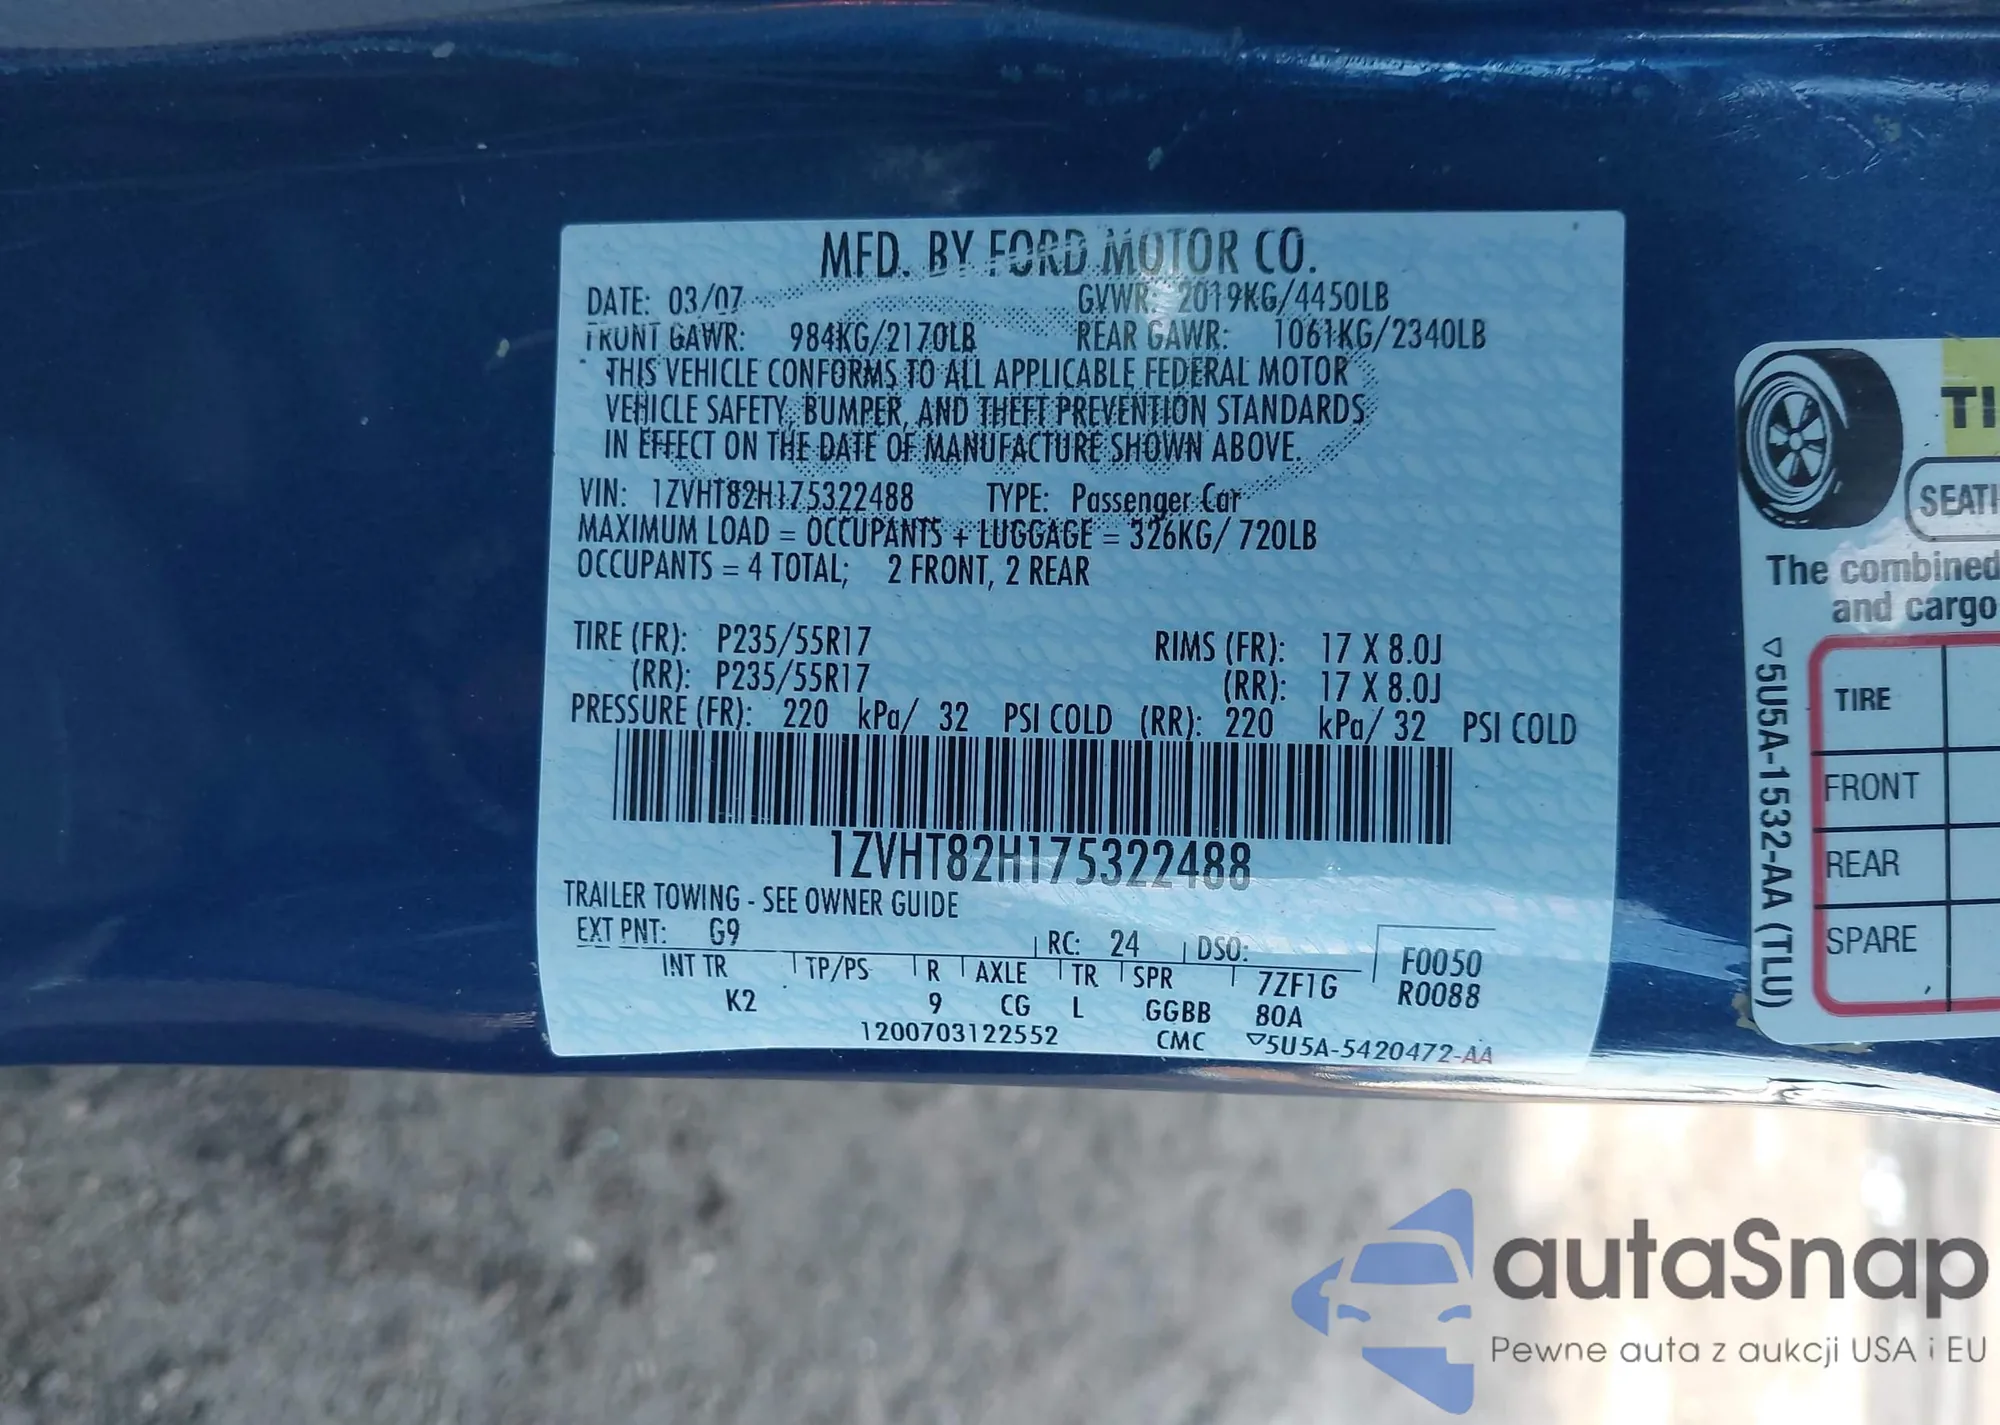 MFD. BY FORD MOTOR CO.
DATE: 03/07 GVWR: 2019KG/4450LB
FRONT GAWR: 984KG/2170LB REAR GAWR: 1061KG/2340LB
THIS VEHICLE CONFORMS TO ALL APPLICABLE FEDERAL MOTOR
VEHICLE SAFETY, BUMPER, AND THEFT PREVENTION STANDARDS
IN EFFECT ON THE DATE OF MANUFACTURE SHOWN ABOVE.
VIN: 1ZVHT82H175322488 TYPE: Passenger Car
MAXIMUM LOAD = OCCUPANTS + LUGGAGE = 326KG/ 720LB
OCCUPANTS = 4 TOTAL; 2 FRONT, 2 REAR
TIRE (FR): P235/55R17 RIMS (FR): 17 X 8.0J
(RR): P235/55R17 (RR): 17 X 8.0J
PRESSURE (FR): 220 kPa/ 32 PSI COLD (RR): 220 kPa/ 32 PSI COLD
1ZVHT82H175322488
TRAILER TOWING - SEE OWNER GUIDE
EXT PNT: G9 RC: 24 DSO: F0050
INT TR TP/PS R AXLE TR SPR 7ZF1G R0088
K2 9 CG L GGBB 80A
1200703122552 CMC ▽5U5A-5420472-AA
TI
SEATI
The combined
and cargo
TIRE
FRONT
REAR
SPARE
▽5U5A-1532-AA (TLU)
autaSnap
Pewne auta z aukcji USA i EU